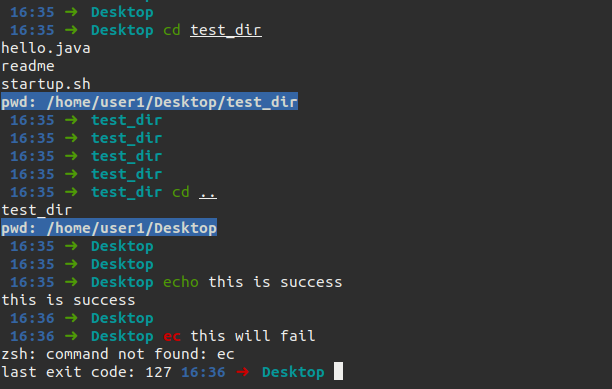 16:35 → Desktop
16:35 → Desktop cd test_dir
hello.java
readme
startup.sh
pwd: /home/user1/Desktop/test_dir
16:35 → test_dir
16:35 → test_dir
16:35 → test_dir
16:35 → test_dir
16:35 → test_dir cd ..
test_dir
pwd: /home/user1/Desktop
16:35 → Desktop
16:35 → Desktop
16:35 → Desktop echo this is success
this is success
16:36 → Desktop
16:36 → Desktop ec this will fail
zsh: command not found: ec
last exit code: 127 16:36 → Desktop